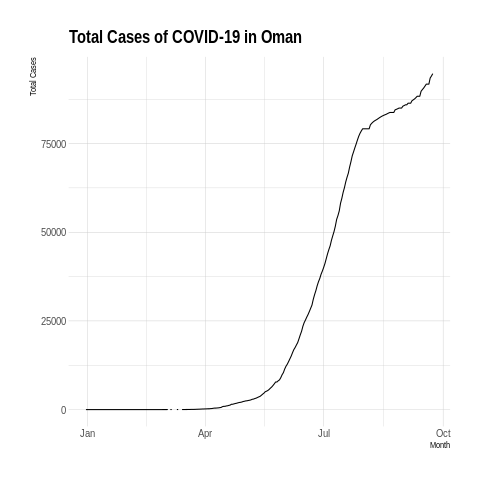 Total Cases of COVID-19 in Oman
Total Cases
75000
50000
25000
0
Jan Apr Jul Oct
Month